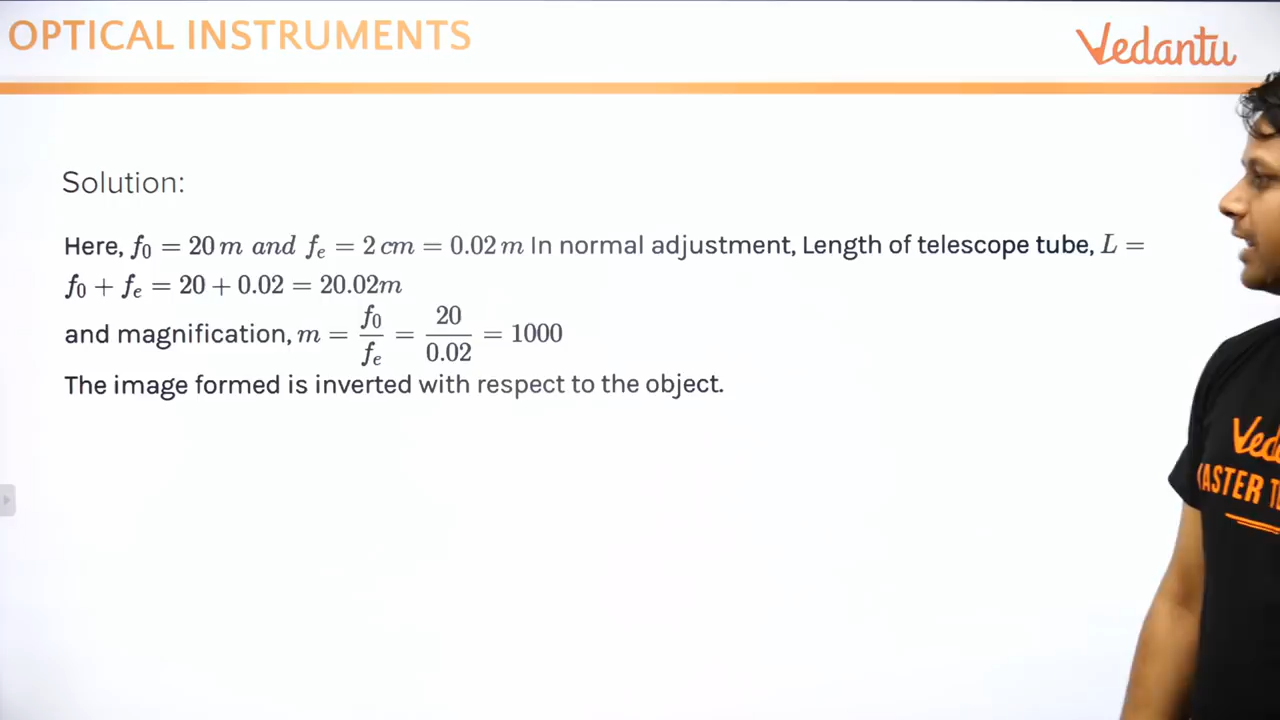 OPTICAL INSTRUMENTS
Vedantu
Solution:
Here, f₀ = 20 m and fₑ = 2 cm = 0.02 m In normal adjustment, Length of telescope tube, L =
f₀ + fₑ = 20 + 0.02 = 20.02m
and magnification, m = f₀/fₑ = 20/0.02 = 1000
The image formed is inverted with respect to the object.